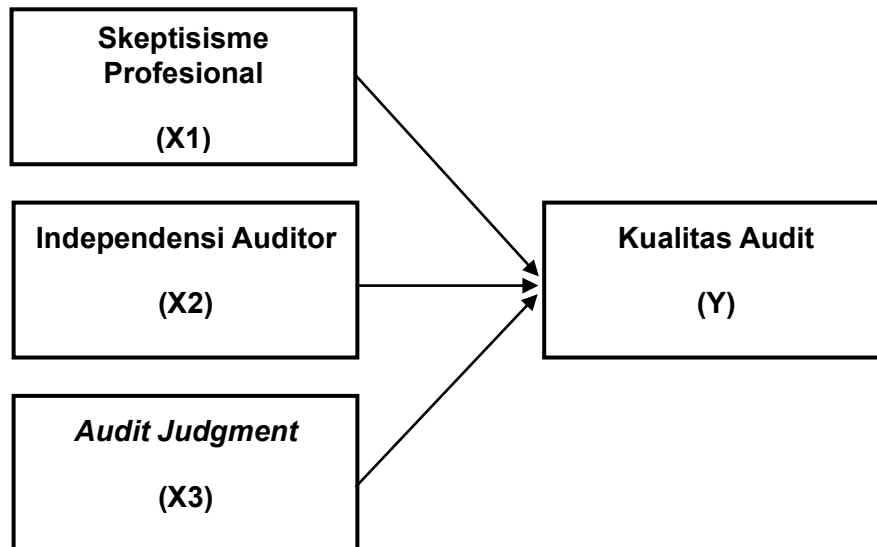 Skeptisisme
Profesional
(X1)
Independensi Auditor
(X2)
Audit Judgment
(X3)
Kualitas Audit
(Y)